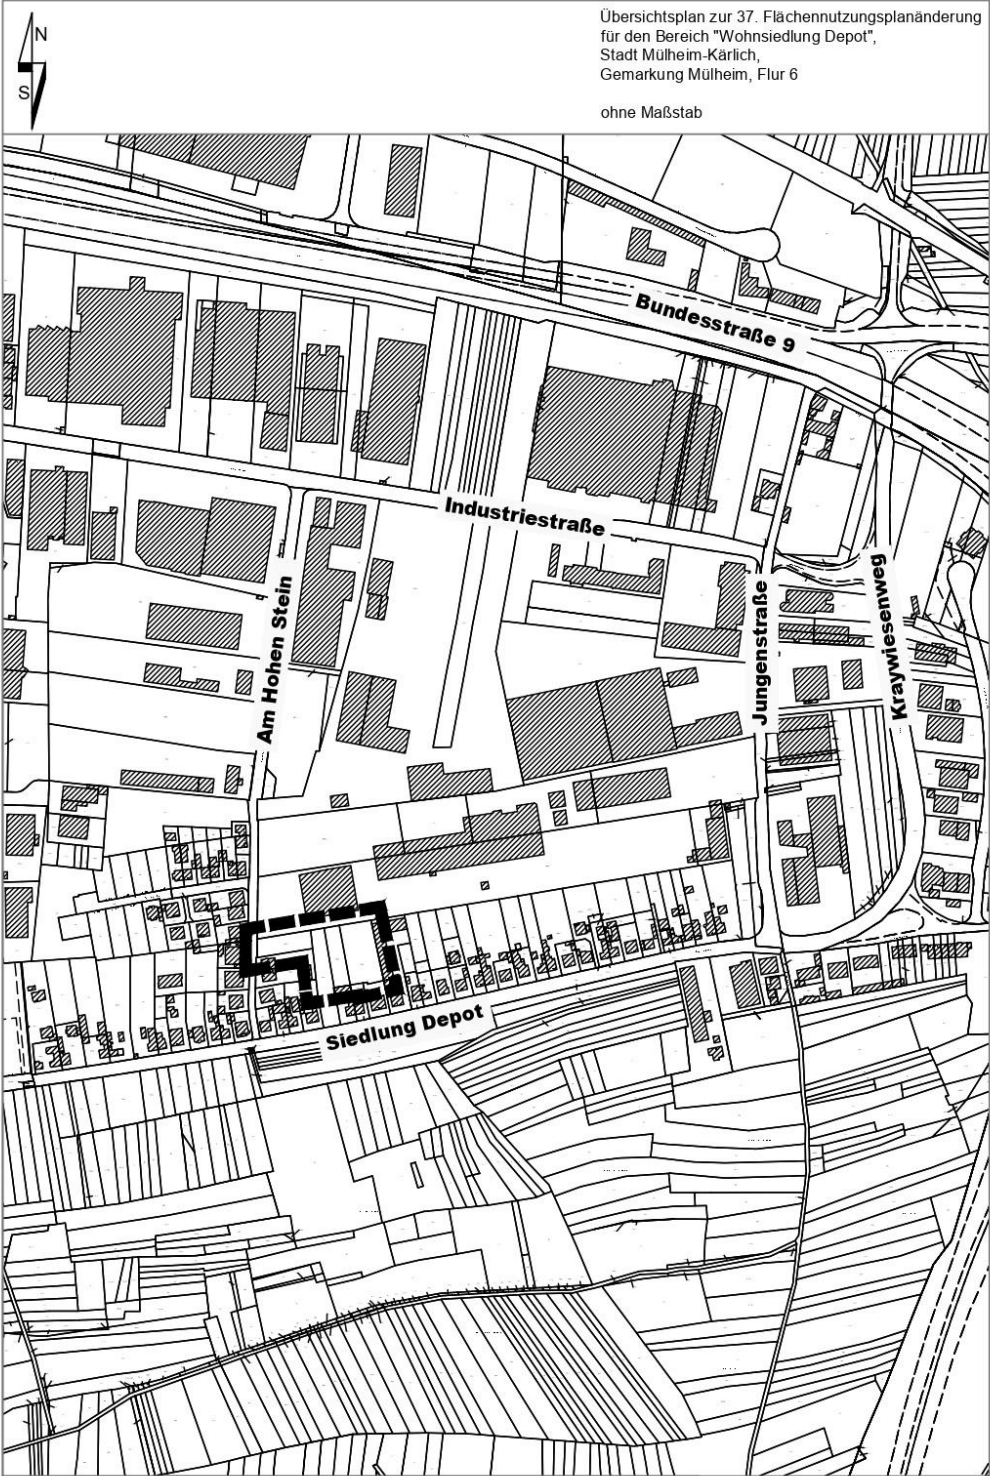 N
S
Übersichtsplan zur 37. Flächennutzungsplanänderung
für den Bereich "Wohnsiedlung Depot",
Stadt Mülheim-Kärlich,
Gemarkung Mülheim, Flur 6
ohne Maßstab
Bundesstraße 9
Industriestraße
Am Hohen Stein
Jungenstraße
Kraywiesenweg
Siedlung Depot